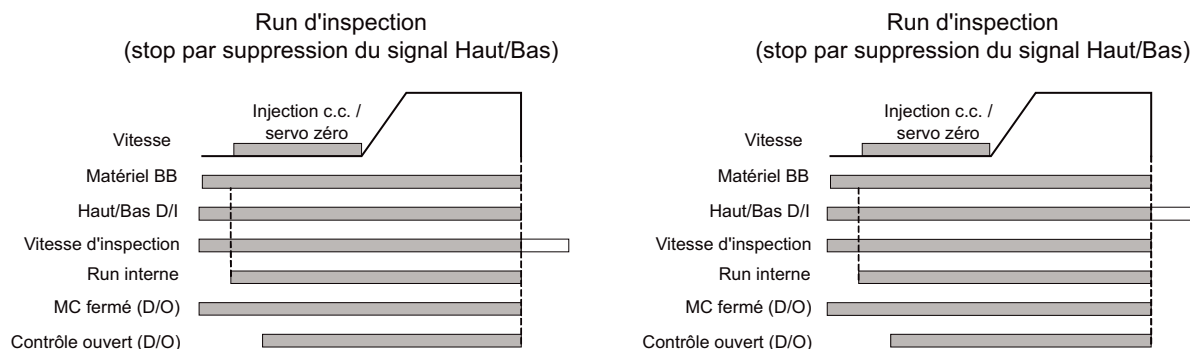 Run d'inspection
(stop par suppression du signal Haut/Bas)
Injection c.c. /
servo zéro
Vitesse
Matériel BB
Haut/Bas D/I
Vitesse d'inspection
Run interne
MC fermé (D/O)
Contrôle ouvert (D/O)
Run d'inspection
(stop par suppression du signal Haut/Bas)
Injection c.c. /
servo zéro
Vitesse
Matériel BB
Haut/Bas D/I
Vitesse d'inspection
Run interne
MC fermé (D/O)
Contrôle ouvert (D/O)